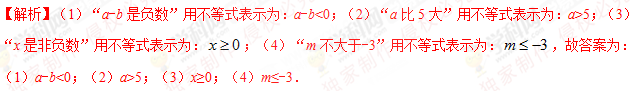 【解析】（1）“a-b 是负数”用不等式表示为：a-b<0；（2）“a 比 5 大”用不等式表示为：a>5；（3）
“x 是非负数”用不等式表示为：x≥0；（4）“m 不大于-3”用不等式表示为：m≤-3，故答案为：
（1）a-b<0；（2）a>5；（3）x≥0；（4）m≤-3．